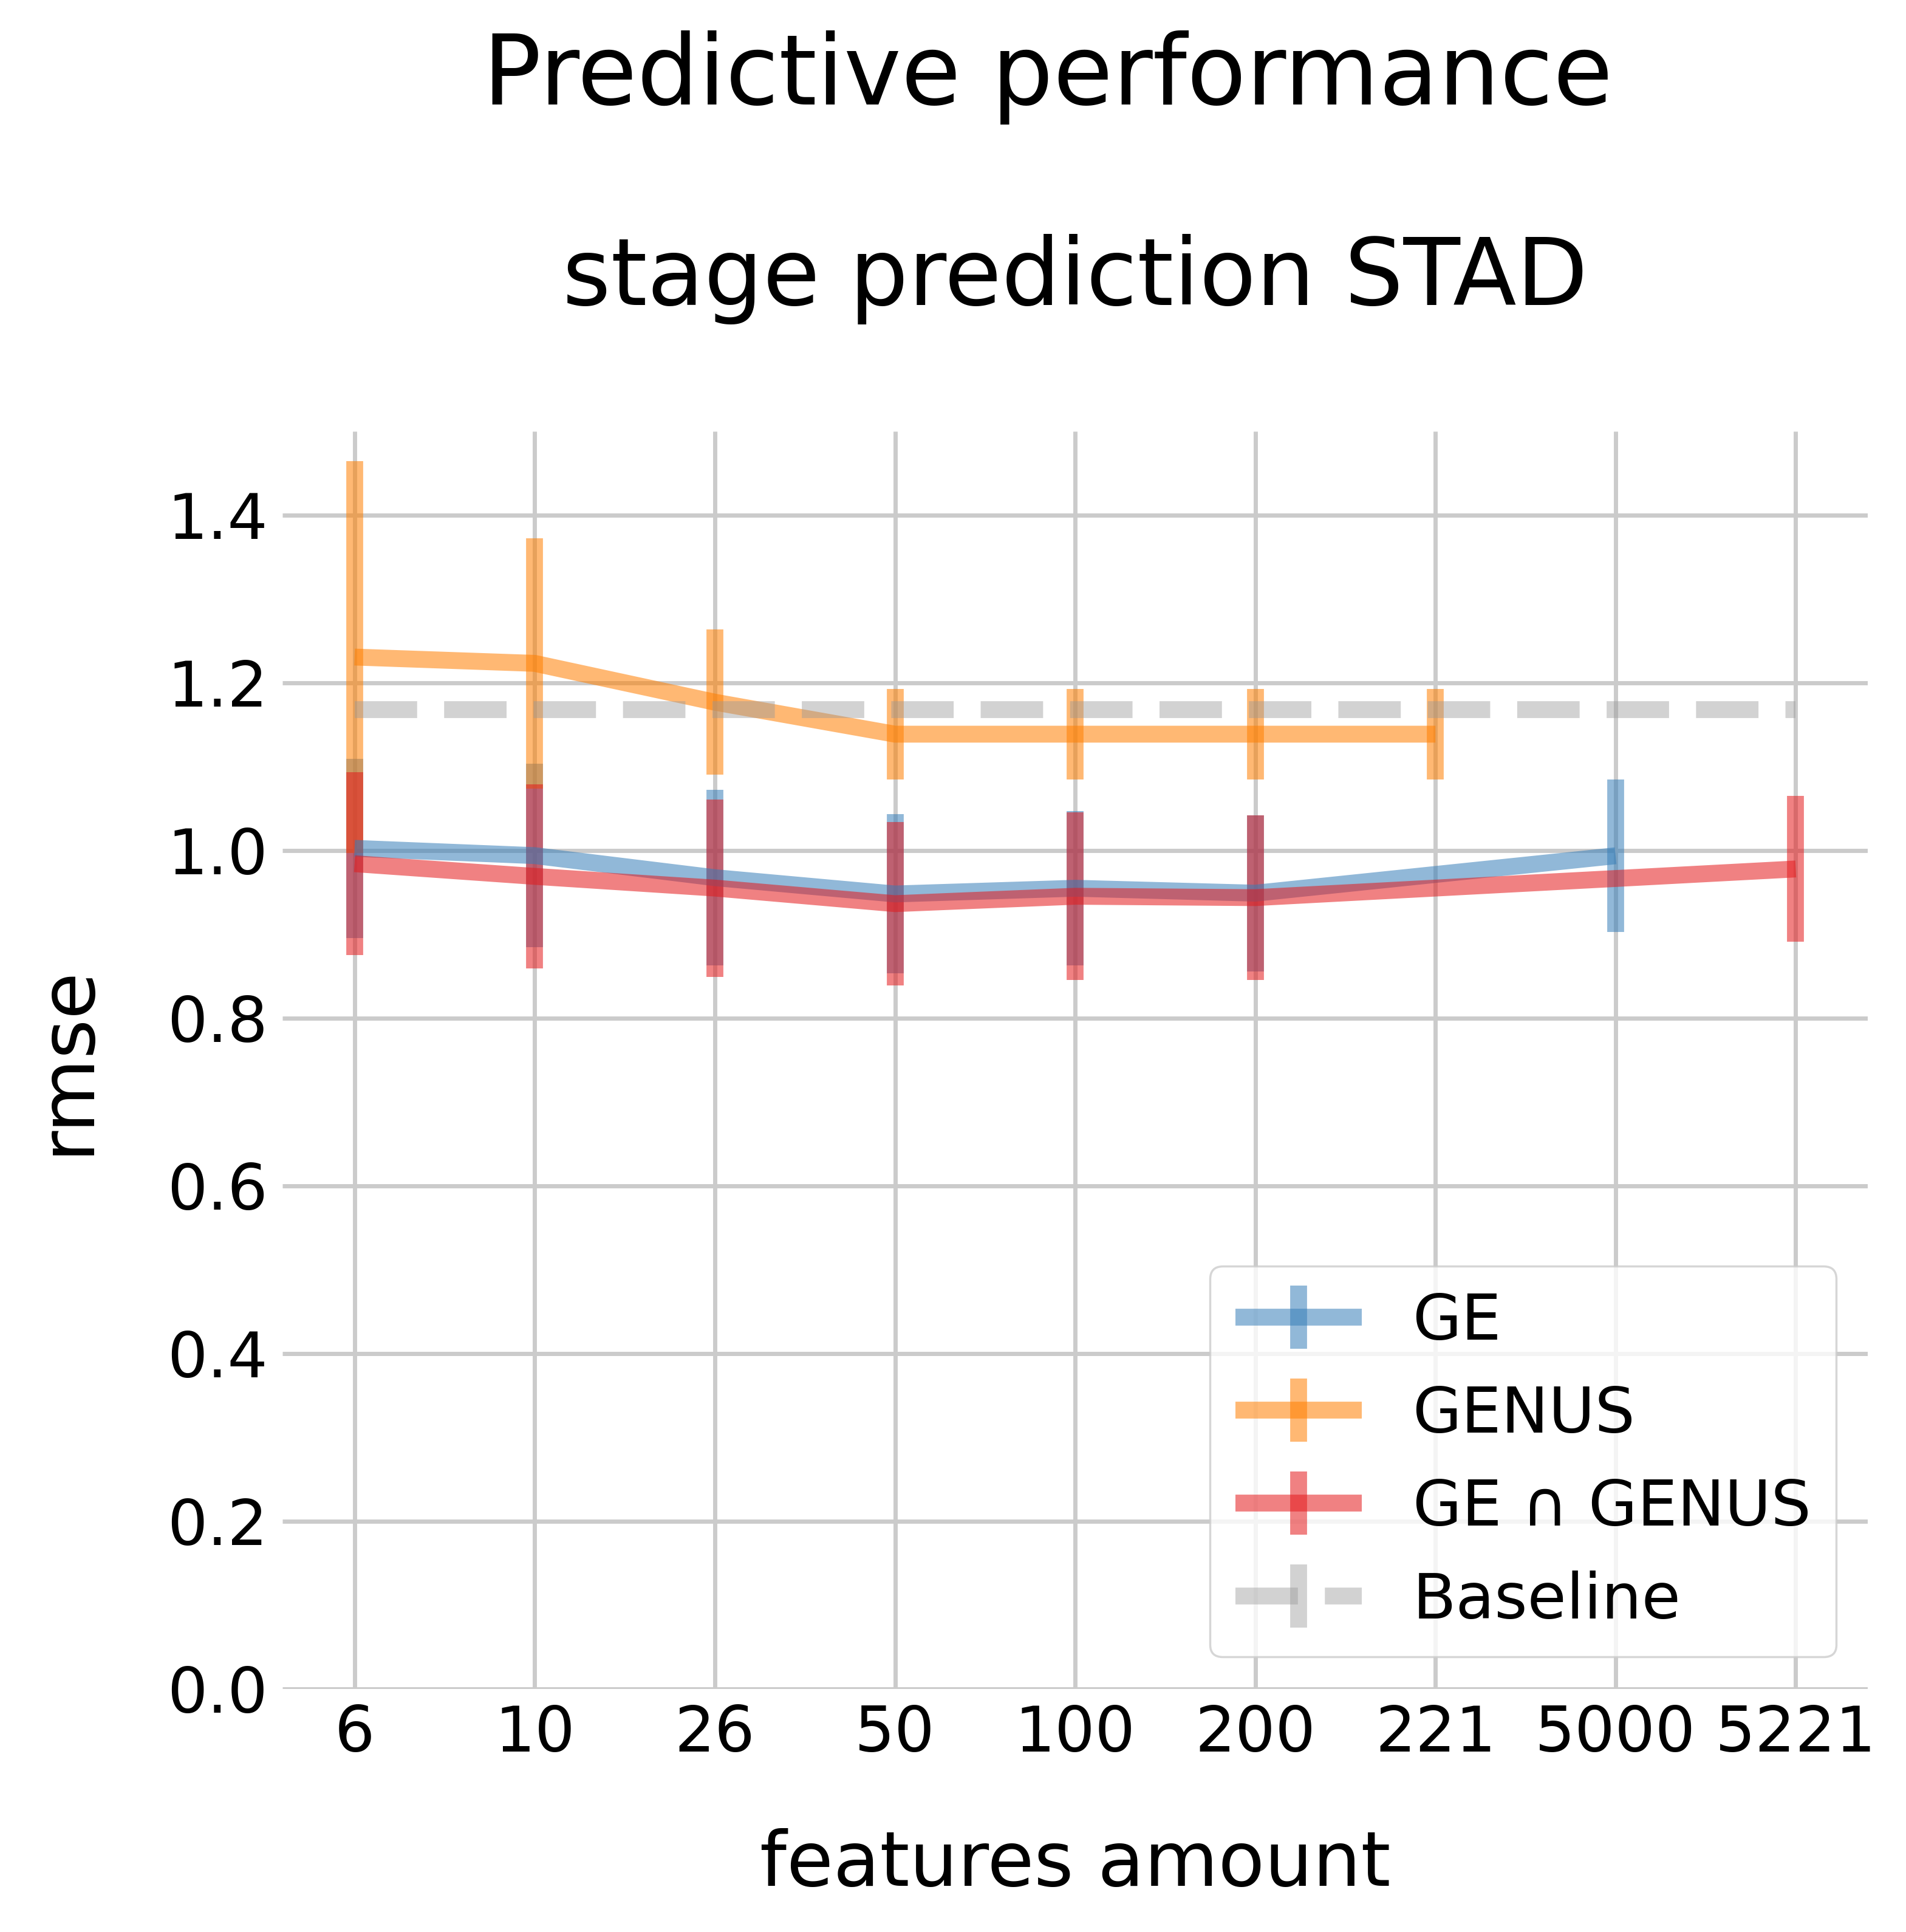 Predictive performance
stage prediction STAD
1.4
1.2
1.0
0.8
0.6
0.4
0.2
0.0
rmse
GE
GENUS
GE ∩ GENUS
Baseline
6 10 26 50 100 200 221 5000 5221
features amount